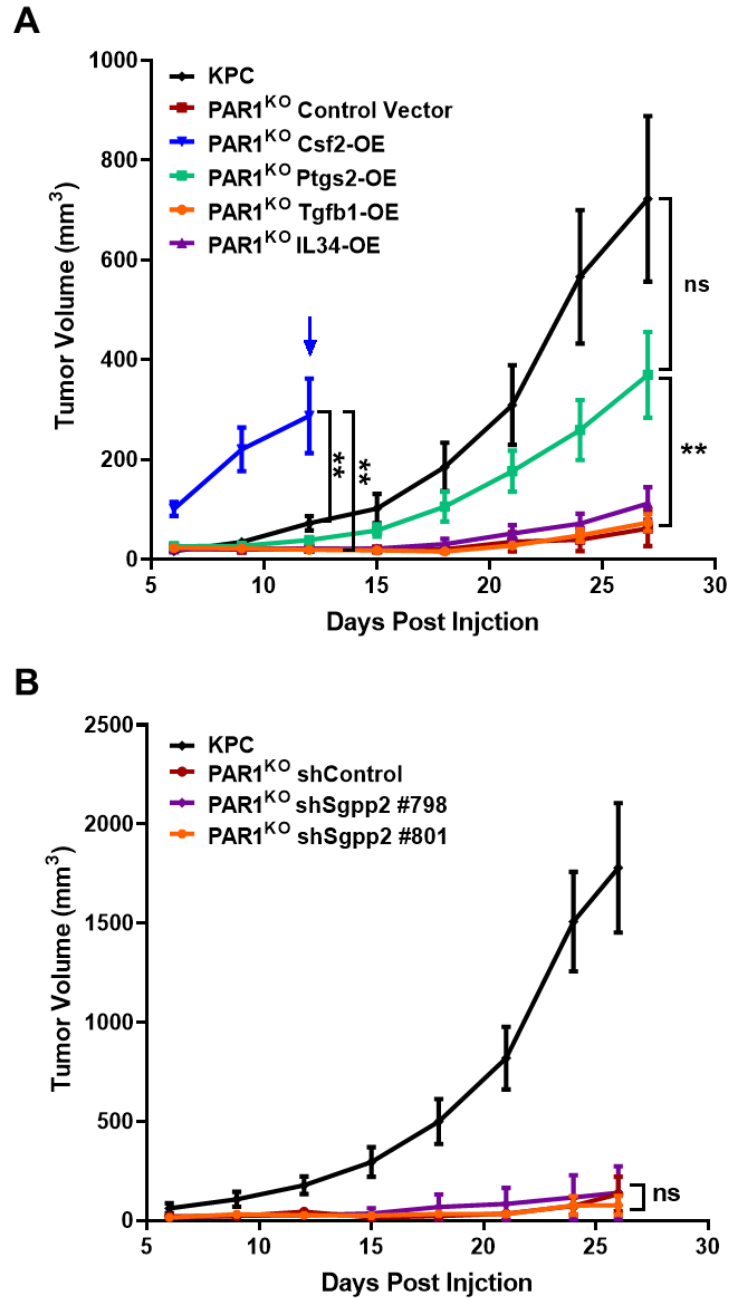 A
1000
800
600
400
200
0
Tumor Volume (mm³)
KPC
PAR1ᴷᴼ Control Vector
PAR1ᴷᴼ Csf2-OE
PAR1ᴷᴼ Ptgs2-OE
PAR1ᴷᴼ Tgfb1-OE
PAR1ᴷᴼ IL34-OE
ns
**
**
**
5 10 15 20 25 30
Days Post Injction
B
2500
2000
1500
1000
500
0
Tumor Volume (mm³)
KPC
PAR1ᴷᴼ shControl
PAR1ᴷᴼ shSgpp2 #798
PAR1ᴷᴼ shSgpp2 #801
ns
5 10 15 20 25 30
Days Post Injction